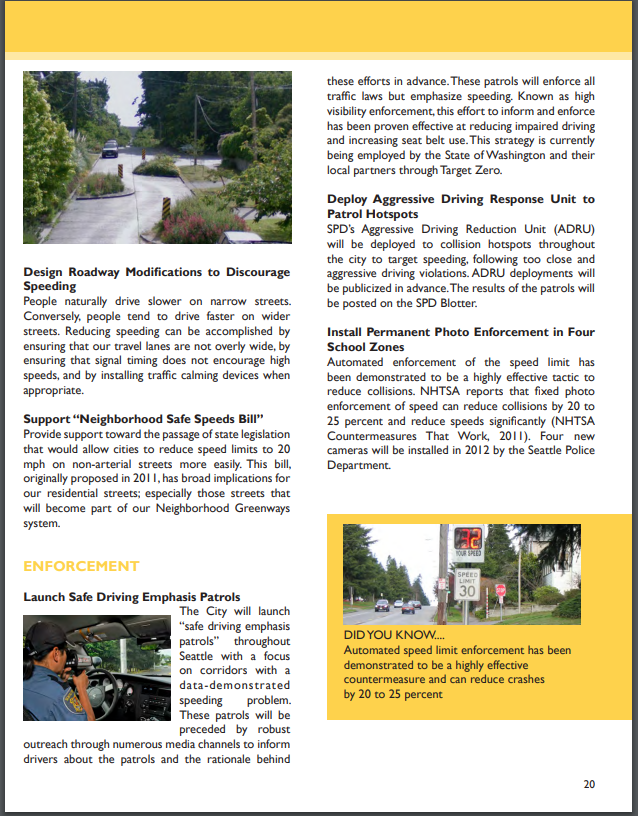 Design Roadway Modifications to Discourage
Speeding
People naturally drive slower on narrow streets.
Conversely, people tend to drive faster on wider
streets. Reducing speeding can be accomplished by
ensuring that our travel lanes are not overly wide, by
ensuring that signal timing does not encourage high
speeds, and by installing traffic calming devices when
appropriate.
Support “Neighborhood Safe Speeds Bill”
Provide support toward the passage of state legislation
that would allow cities to reduce speed limits to 20
mph on non-arterial streets more easily. This bill,
originally proposed in 2011, has broad implications for
our residential streets; especially those streets that
will become part of our Neighborhood Greenways
system.
ENFORCEMENT
Launch Safe Driving Emphasis Patrols
The City will launch
“safe driving emphasis
patrols” throughout
Seattle with a focus
on corridors with a
data-demonstrated
speeding problem.
These patrols will be
preceded by robust
outreach through numerous media channels to inform
drivers about the patrols and the rationale behind
these efforts in advance. These patrols will enforce all
traffic laws but emphasize speeding. Known as high
visibility enforcement, this effort to inform and enforce
has been proven effective at reducing impaired driving
and increasing seat belt use. This strategy is currently
being employed by the State of Washington and their
local partners through Target Zero.
Deploy Aggressive Driving Response Unit to
Patrol Hotspots
SPD’s Aggressive Driving Reduction Unit (ADRU)
will be deployed to collision hotspots throughout
the city to target speeding, following too close and
aggressive driving violations. ADRU deployments will
be publicized in advance. The results of the patrols will
be posted on the SPD Blotter.
Install Permanent Photo Enforcement in Four
School Zones
Automated enforcement of the speed limit has
been demonstrated to be a highly effective tactic to
reduce collisions. NHTSA reports that fixed photo
enforcement of speed can reduce collisions by 20 to
25 percent and reduce speeds significantly (NHTSA
Countermeasures That Work, 2011). Four new
cameras will be installed in 2012 by the Seattle Police
Department.
32
YOUR SPEED
SPEED
LIMIT
30
STOP
DID YOU KNOW....
Automated speed limit enforcement has been
demonstrated to be a highly effective
countermeasure and can reduce crashes
by 20 to 25 percent
20